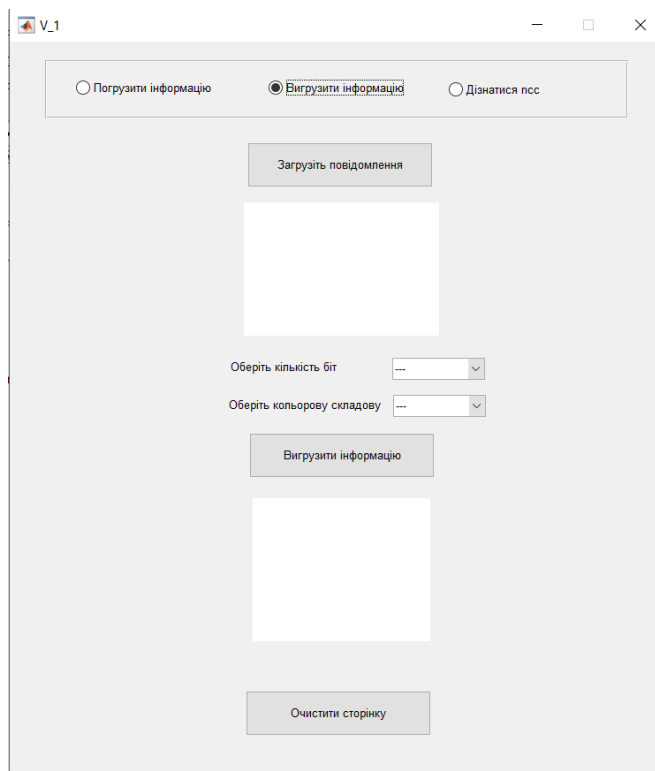 V_1
Погрузити інформацію
Вигрузити інформацію
Дізнатися псс
Загрузіть повідомлення
Оберіть кількість біт
---
Оберіть кольорову складову
---
Вигрузити інформацію
Очистити сторінку